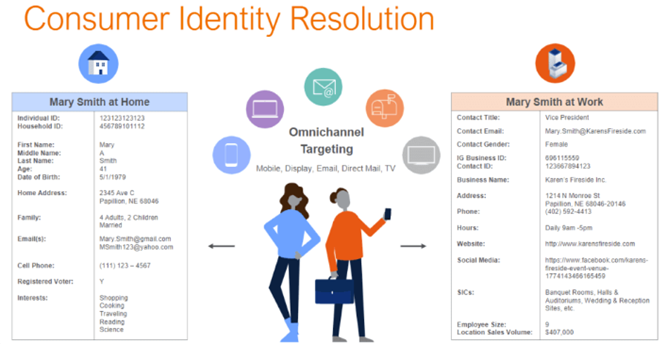 Consumer Identity Resolution
Mary Smith at Home
Individual ID: 123123123123
Household ID: 456789101112
First Name: Mary
Middle Name: A
Last Name: Smith
Age: 41
Date of Birth: 5/1/1979
Home Address: 2345 Ave C
Papillion, NE 68046
Family: 4 Adults, 2 Children
Married
Email(s): Mary.Smith@gmail.com
MSmith123@yahoo.com
Cell Phone: (111) 123 – 4567
Registered Voter: Y
Interests: Shopping
Cooking
Traveling
Reading
Science
Omnichannel
Targeting
Mobile, Display, Email, Direct Mail, TV
Mary Smith at Work
Contact Title: Vice President
Contact Email: Mary.Smith@KarensFireside.com
Contact Gender: Female
IG Business ID: 696115559
Contact ID: 123667894123
Business Name: Karen's Fireside Inc.
Address: 1214 N Monroe St
Papillion, NE 68046-20146
Phone: (402) 592-4413
Hours: Daily 9am -5pm
Website: http://www.karensfireside.com
Social Media: https://www.facebook.com/karens-
fireside-event-venue-
1774143466165459
SICs: Banquet Rooms, Halls &
Auditoriums, Wedding & Reception
Sites, etc.
Employee Size: 9
Location Sales Volume: $407,000